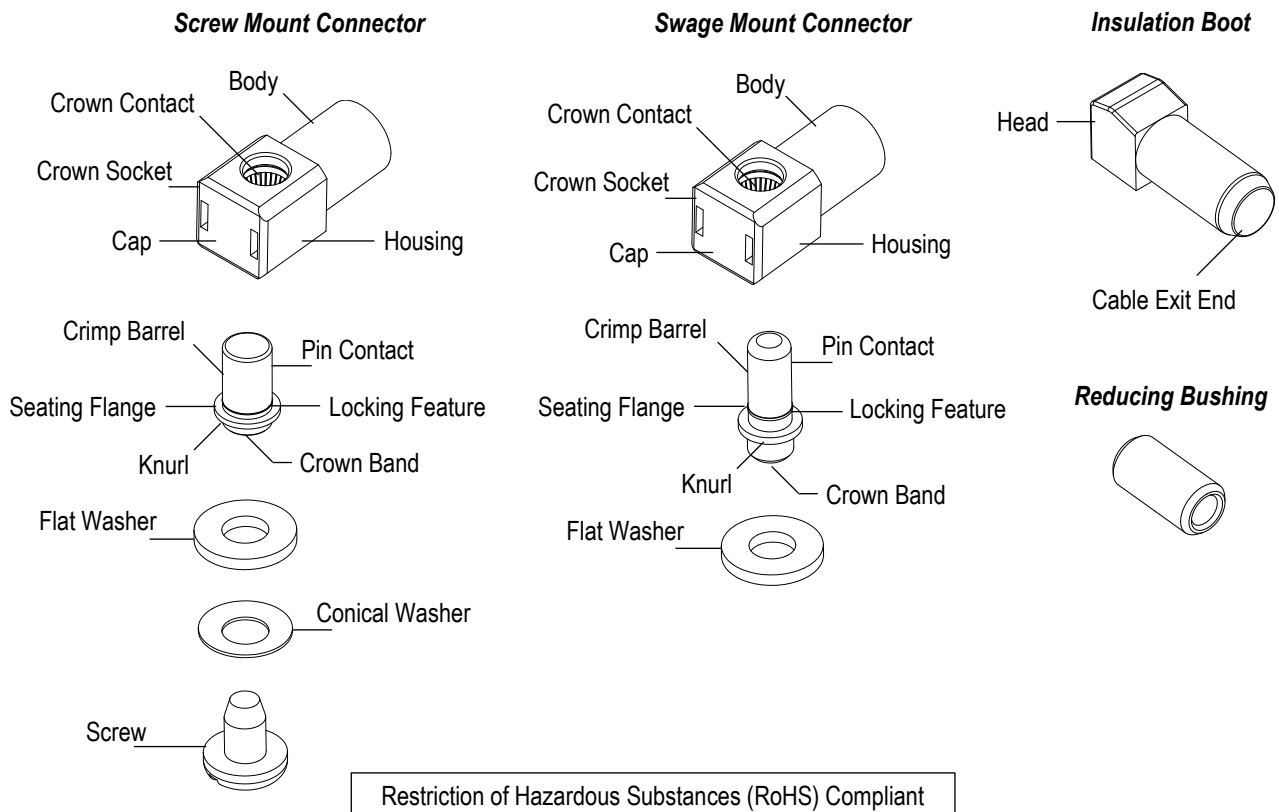 Screw Mount Connector
Body
Crown Contact
Crown Socket
Cap
Housing
Crimp Barrel
Pin Contact
Seating Flange
Locking Feature
Knurl
Crown Band
Flat Washer
Conical Washer
Screw
Swage Mount Connector
Body
Crown Contact
Crown Socket
Cap
Housing
Crimp Barrel
Pin Contact
Seating Flange
Locking Feature
Knurl
Crown Band
Flat Washer
Insulation Boot
Head
Cable Exit End
Reducing Bushing
Restriction of Hazardous Substances (RoHS) Compliant